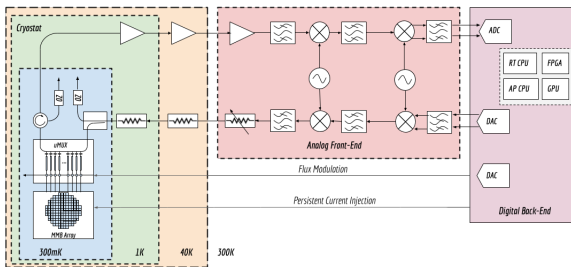 Cryostat
ADC
RT CPU
FPGA
AP CPU
GPU
DAC
Analog Front-End
uMUX
Flux Modulation
DAC
Persistent Current Injection
MMB Array
Digital Back-End
300mK
1K
40K
300K